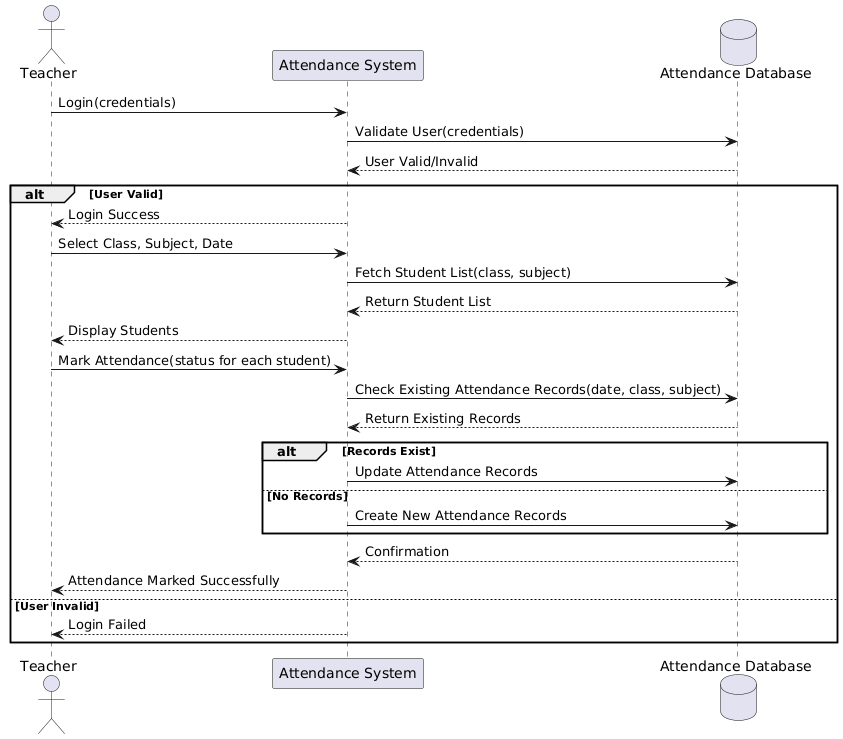 Teacher
Attendance System
Attendance Database
Login(credentials)
Validate User(credentials)
User Valid/Invalid
alt [User Valid]
Login Success
Select Class, Subject, Date
Fetch Student List(class, subject)
Return Student List
Display Students
Mark Attendance(status for each student)
Check Existing Attendance Records(date, class, subject)
Return Existing Records
alt [Records Exist]
Update Attendance Records
[No Records]
Create New Attendance Records
Confirmation
Attendance Marked Successfully
[User Invalid]
Login Failed
Teacher
Attendance System
Attendance Database